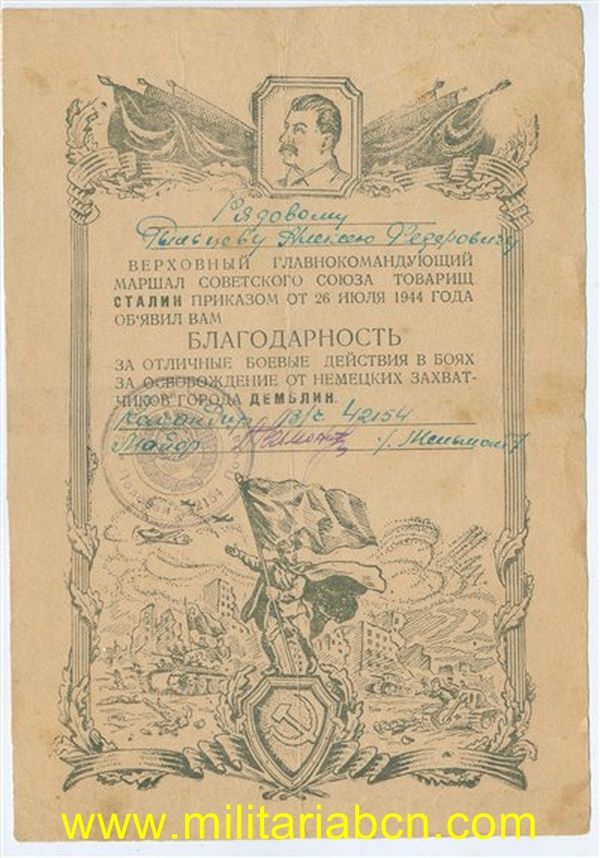 Рядовому
Алексею Федоровичу
ВЕРХОВНЫЙ ГЛАВНОКОМАНДУЮЩИЙ
МАРШАЛ СОВЕТСКОГО СОЮЗА ТОВАРИЩ
СТАЛИН ПРИКАЗОМ ОТ 26 ИЮЛЯ 1944 ГОДА
ОБ'ЯВИЛ ВАМ
БЛАГОДАРНОСТЬ
ЗА ОТЛИЧНЫЕ БОЕВЫЕ ДЕЙСТВИЯ В БОЯХ
ЗА ОСВОБОЖДЕНИЕ ОТ НЕМЕЦКИХ ЗАХВАТ-
ЧИКОВ ГОРОДА ДЕМБЛИН.
Командир в/ч 42154
Майор
www.militariabcn.com